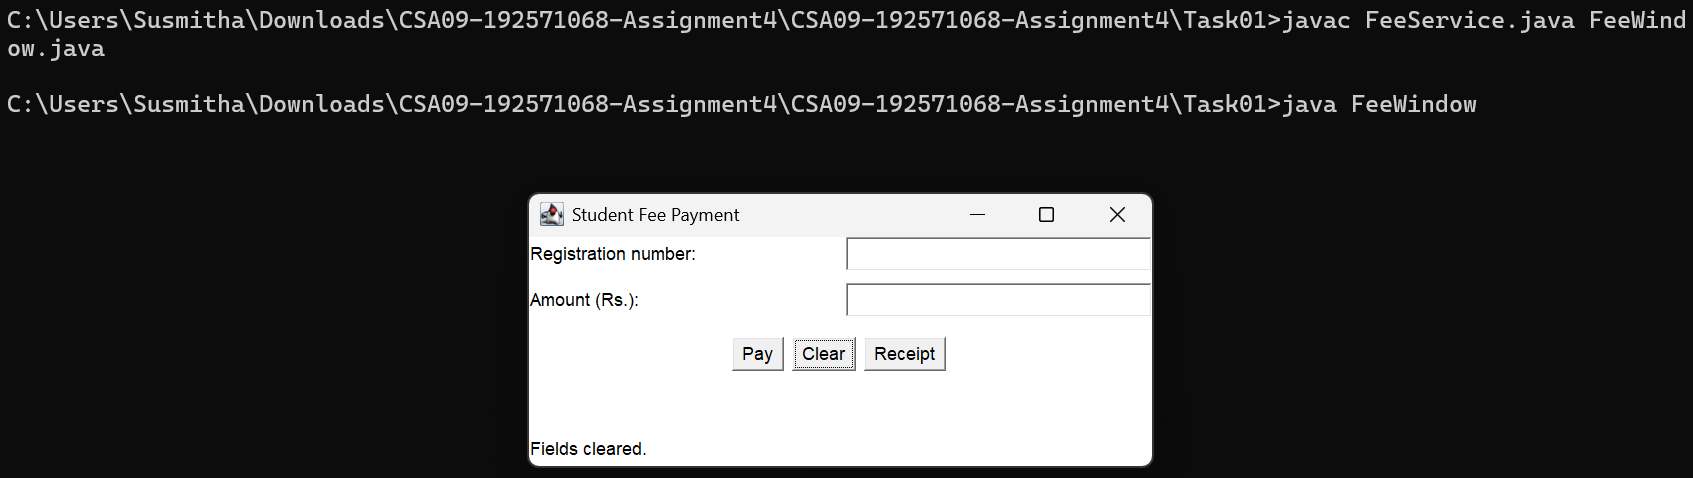 C:\Users\Susmitha\Downloads\CSA09-192571068-Assignment4\CSA09-192571068-Assignment4\Task01>javac FeeService.java FeeWind
ow.java
C:\Users\Susmitha\Downloads\CSA09-192571068-Assignment4\CSA09-192571068-Assignment4\Task01>java FeeWindow
Student Fee Payment
Registration number:
Amount (Rs.):
Pay Clear Receipt
Fields cleared.